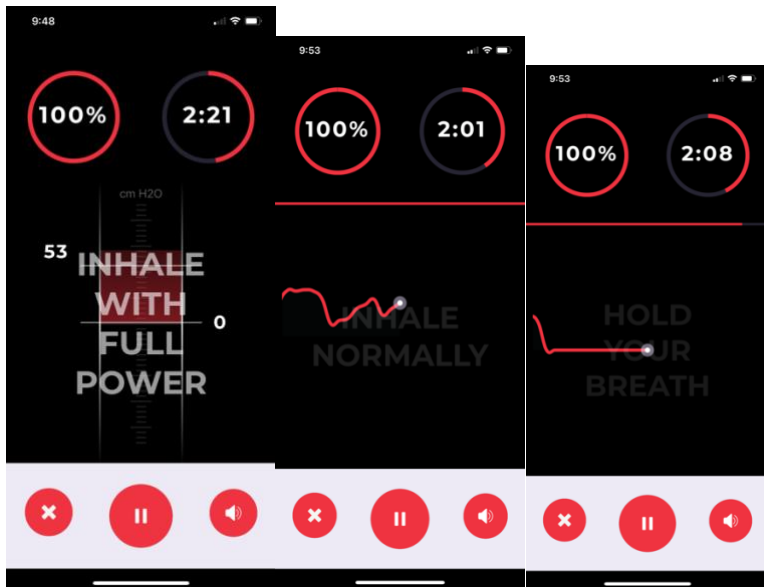 9:48
100%
2:21
cm H2O
53
INHALE
WITH
0
FULL
POWER
9:53
100%
2:01
INHALE
NORMALLY
9:53
100%
2:08
HOLD
YOUR
BREATH